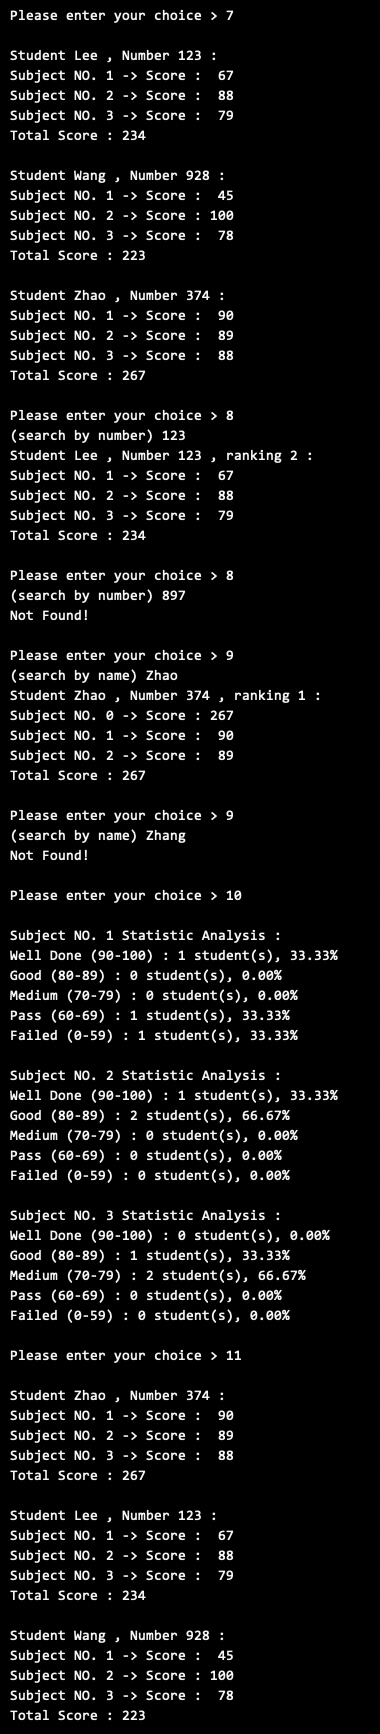 Please enter your choice > 7

Student Lee , Number 123 :
Subject NO. 1 -> Score :  67
Subject NO. 2 -> Score :  88
Subject NO. 3 -> Score :  79
Total Score : 234

Student Wang , Number 928 :
Subject NO. 1 -> Score :  45
Subject NO. 2 -> Score : 100
Subject NO. 3 -> Score :  78
Total Score : 223

Student Zhao , Number 374 :
Subject NO. 1 -> Score :  90
Subject NO. 2 -> Score :  89
Subject NO. 3 -> Score :  88
Total Score : 267

Please enter your choice > 8
(search by number) 123
Student Lee , Number 123 , ranking 2 :
Subject NO. 1 -> Score :  67
Subject NO. 2 -> Score :  88
Subject NO. 3 -> Score :  79
Total Score : 234

Please enter your choice > 8
(search by number) 897
Not Found!

Please enter your choice > 9
(search by name) Zhao
Student Zhao , Number 374 , ranking 1 :
Subject NO. 0 -> Score : 267
Subject NO. 1 -> Score :  90
Subject NO. 2 -> Score :  89
Total Score : 267

Please enter your choice > 9
(search by name) Zhang
Not Found!

Please enter your choice > 10

Subject NO. 1 Statistic Analysis :
Well Done (90-100) : 1 student(s), 33.33%
Good (80-89) : 0 student(s), 0.00%
Medium (70-79) : 0 student(s), 0.00%
Pass (60-69) : 1 student(s), 33.33%
Failed (0-59) : 1 student(s), 33.33%

Subject NO. 2 Statistic Analysis :
Well Done (90-100) : 1 student(s), 33.33%
Good (80-89) : 2 student(s), 66.67%
Medium (70-79) : 0 student(s), 0.00%
Pass (60-69) : 0 student(s), 0.00%
Failed (0-59) : 0 student(s), 0.00%

Subject NO. 3 Statistic Analysis :
Well Done (90-100) : 0 student(s), 0.00%
Good (80-89) : 1 student(s), 33.33%
Medium (70-79) : 2 student(s), 66.67%
Pass (60-69) : 0 student(s), 0.00%
Failed (0-59) : 0 student(s), 0.00%

Please enter your choice > 11

Student Zhao , Number 374 :
Subject NO. 1 -> Score :  90
Subject NO. 2 -> Score :  89
Subject NO. 3 -> Score :  88
Total Score : 267

Student Lee , Number 123 :
Subject NO. 1 -> Score :  67
Subject NO. 2 -> Score :  88
Subject NO. 3 -> Score :  79
Total Score : 234

Student Wang , Number 928 :
Subject NO. 1 -> Score :  45
Subject NO. 2 -> Score : 100
Subject NO. 3 -> Score :  78
Total Score : 223